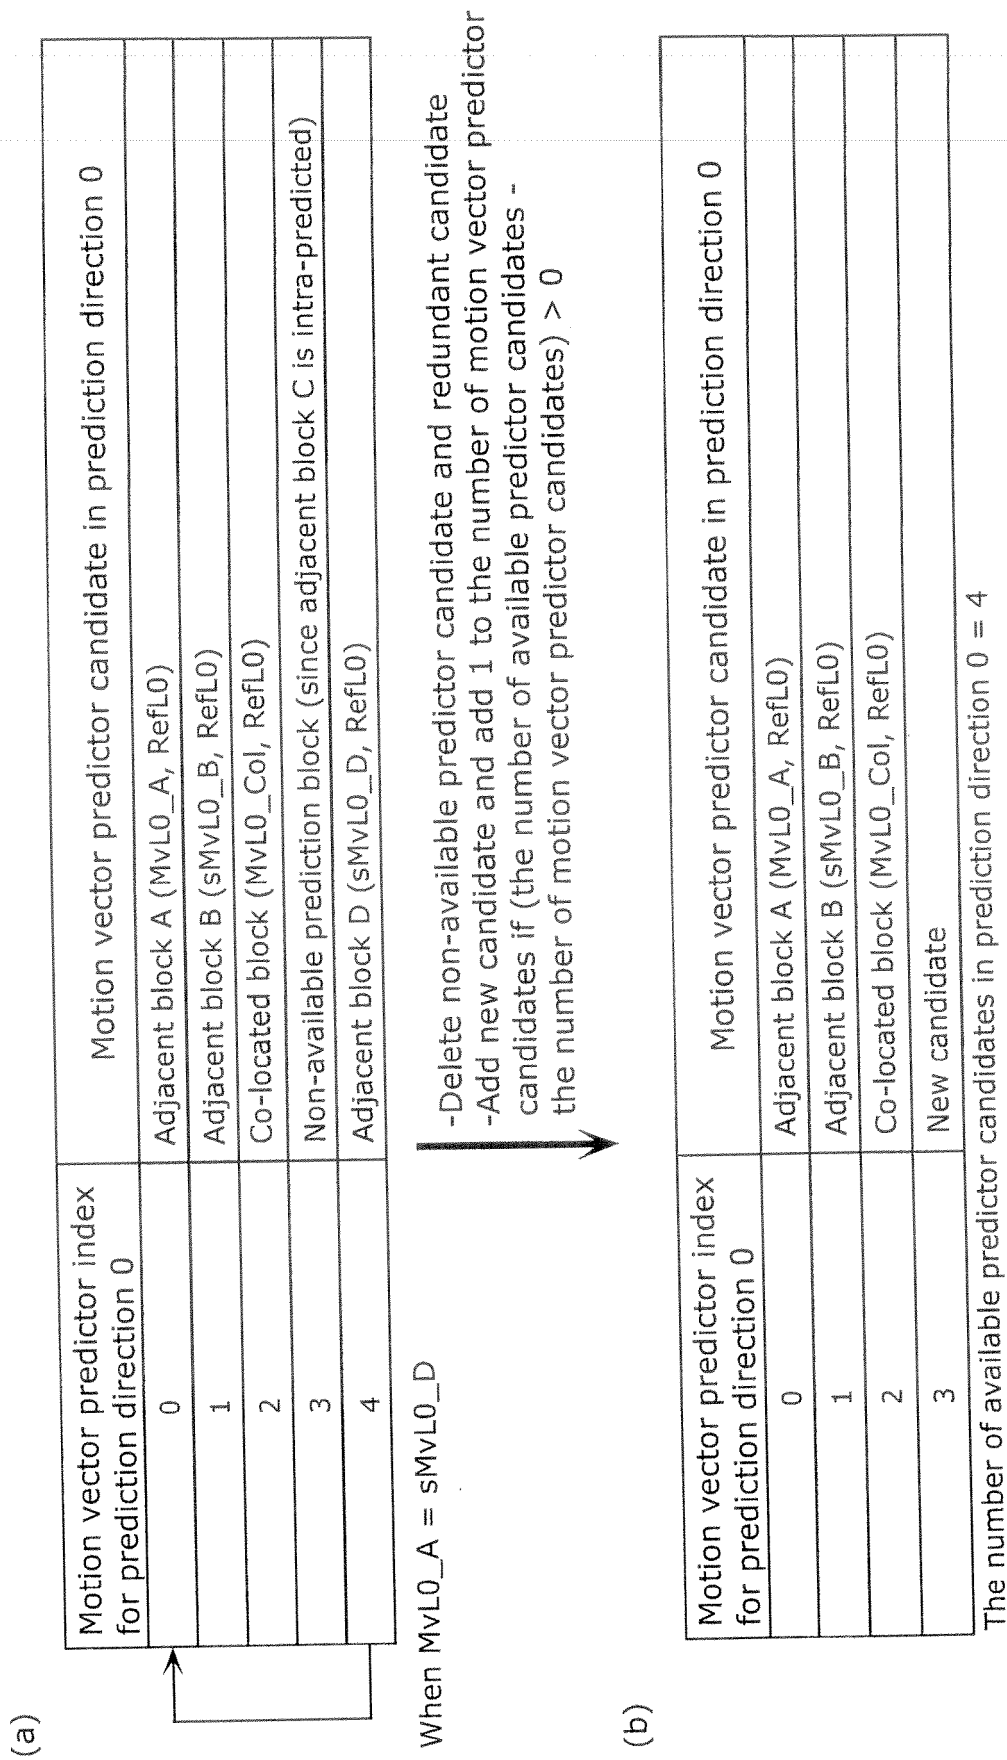 (a)
Motion vector predictor index
for prediction direction 0
Motion vector predictor candidate in prediction direction 0
0
Adjacent block A (MvL0_A, RefL0)
1
Adjacent block B (sMvL0_B, RefL0)
2
Co-located block (MvL0_Col, RefL0)
3
Non-available prediction block (since adjacent block C is intra-predicted)
4
Adjacent block D (sMvL0_D, RefL0)
When MvL0_A = sMvL0_D
-Delete non-available predictor candidate and redundant candidate
-Add new candidate and add 1 to the number of motion vector predictor
candidates if (the number of available predictor candidates -
the number of motion vector predictor candidates) > 0
(b)
Motion vector predictor index
for prediction direction 0
Motion vector predictor candidate in prediction direction 0
0
Adjacent block A (MvL0_A, RefL0)
1
Adjacent block B (sMvL0_B, RefL0)
2
Co-located block (MvL0_Col, RefL0)
3
New candidate
The number of available predictor candidates in prediction direction 0 = 4